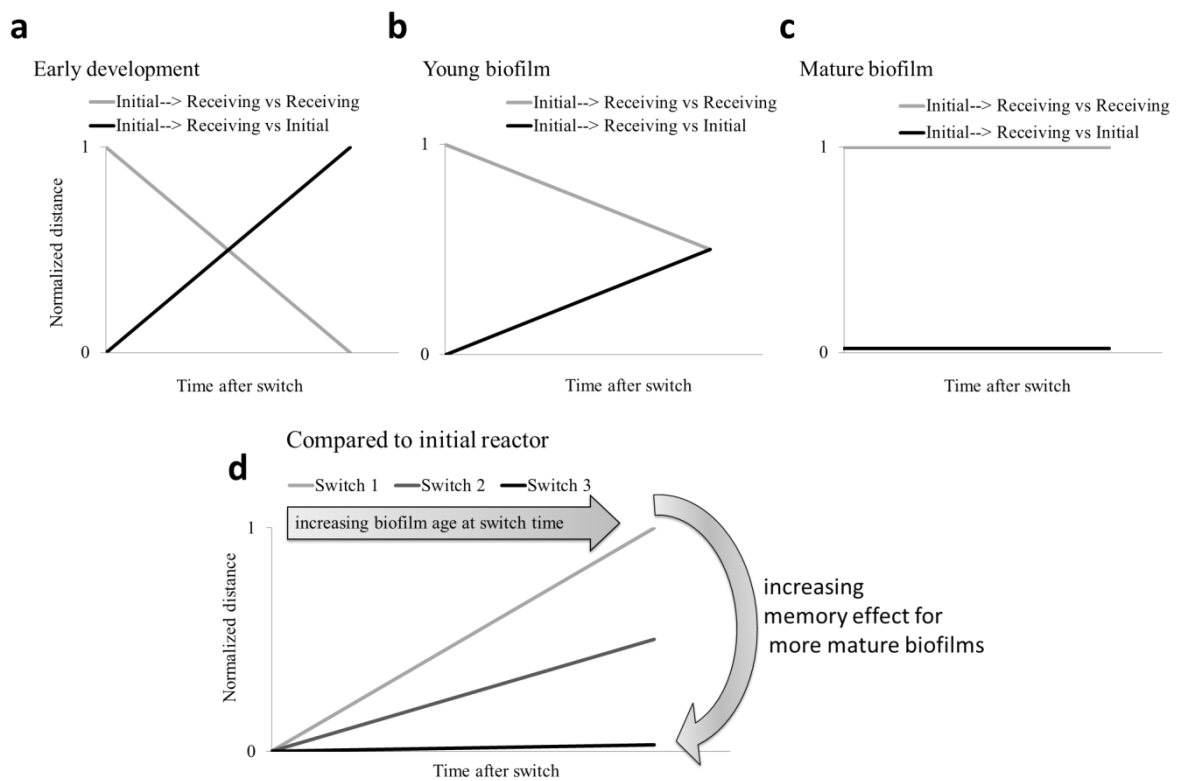 a
Early development
Initial--> Receiving vs Receiving
Initial--> Receiving vs Initial
1
0
Normalized distance
Time after switch
b
Young biofilm
Initial--> Receiving vs Receiving
Initial--> Receiving vs Initial
1
0
Time after switch
c
Mature biofilm
Initial--> Receiving vs Receiving
Initial--> Receiving vs Initial
1
0
Time after switch
Compared to initial reactor
d
Switch 1 Switch 2 Switch 3
increasing biofilm age at switch time
1
0
Normalized distance
Time after switch
increasing
memory effect for
more mature biofilms